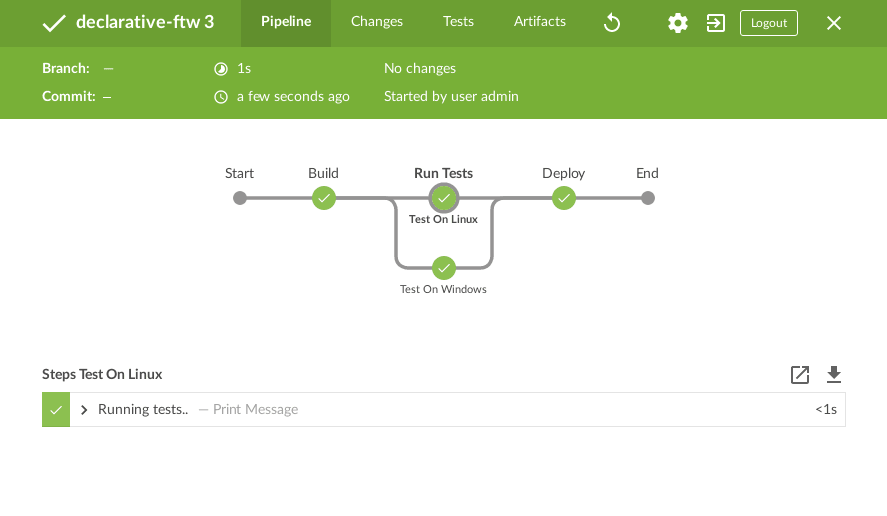 declarative-ftw 3 Pipeline Changes Tests Artifacts Logout
Branch: — 1s No changes
Commit: — a few seconds ago Started by user admin
Start Build Run Tests Deploy End
Test On Linux
Test On Windows
Steps Test On Linux
Running tests.. — Print Message <1s